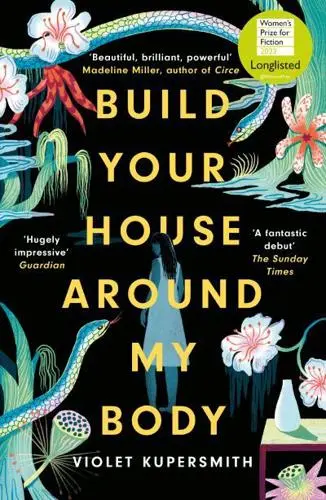 'Beautiful, brilliant, powerful'
Madeline Miller, author of Circe
Women's
Prize for
Fiction
2022
Longlisted
BUILD
YOUR
HOUSE
AROUND
MY
BODY
'Hugely
impressive'
Guardian
'A fantastic
debut'
The Sunday
Times
VIOLET KUPERSMITH